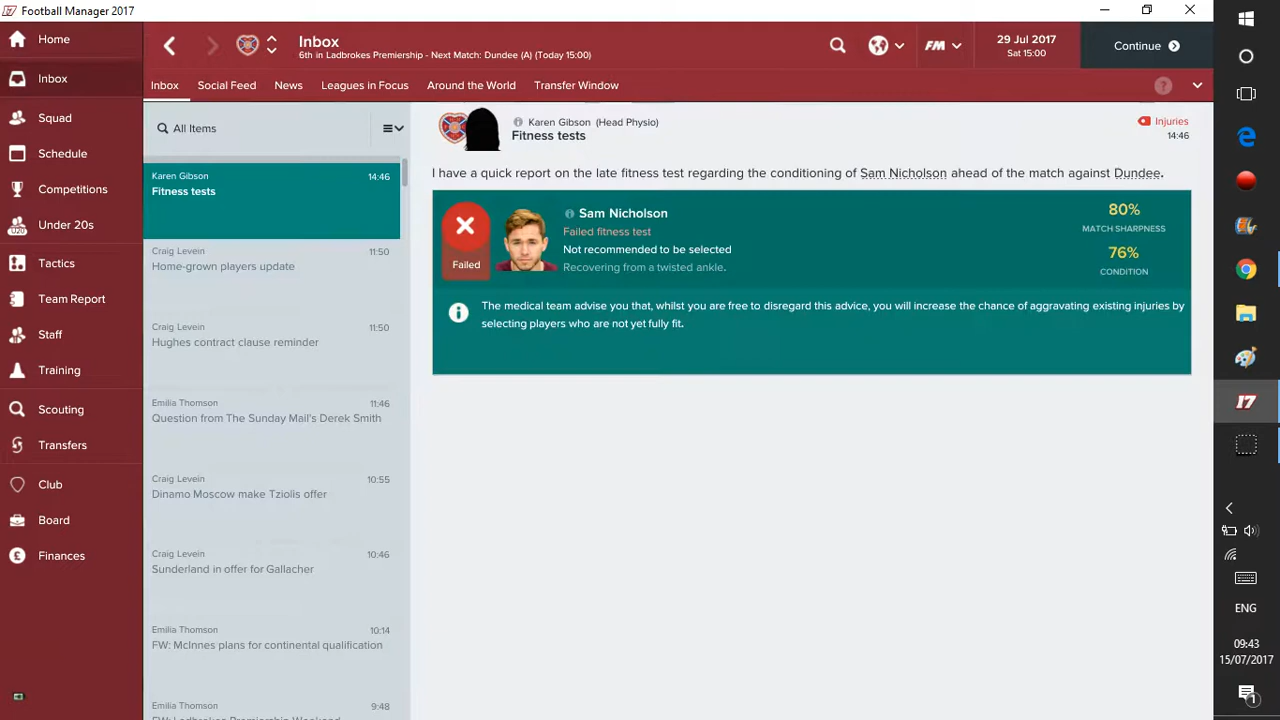 17 Football Manager 2017
Home
Inbox
Squad
Schedule
Competitions
Under 20s
U20
Tactics
Team Report
Staff
Training
Scouting
Transfers
Club
Board
Finances
Inbox
6th in Ladbrokes Premiership - Next Match: Dundee (A) (Today 15:00)
FM
29 Jul 2017
Sat 15:00
Continue
Inbox Social Feed News Leagues in Focus Around the World Transfer Window
?
All Items
Karen Gibson 14:46
Fitness tests
Craig Levein 11:50
Home-grown players update
Craig Levein 11:50
Hughes contract clause reminder
Emilia Thomson 11:46
Question from The Sunday Mail's Derek Smith
Craig Levein 10:55
Dinamo Moscow make Tziolis offer
Craig Levein 10:46
Sunderland in offer for Gallacher
Emilia Thomson 10:14
FW: McInnes plans for continental qualification
Emilia Thomson 9:48
FW: Ladbrokes Premiership Weekend
Karen Gibson (Head Physio)
Fitness tests
Injuries
14:46
I have a quick report on the late fitness test regarding the conditioning of Sam Nicholson ahead of the match against Dundee.
Failed
Sam Nicholson
Failed fitness test
Not recommended to be selected
Recovering from a twisted ankle.
80%
MATCH SHARPNESS
76%
CONDITION
The medical team advise you that, whilst you are free to disregard this advice, you will increase the chance of aggravating existing injuries by
selecting players who are not yet fully fit.
17
ENG
09:43
15/07/2017
1